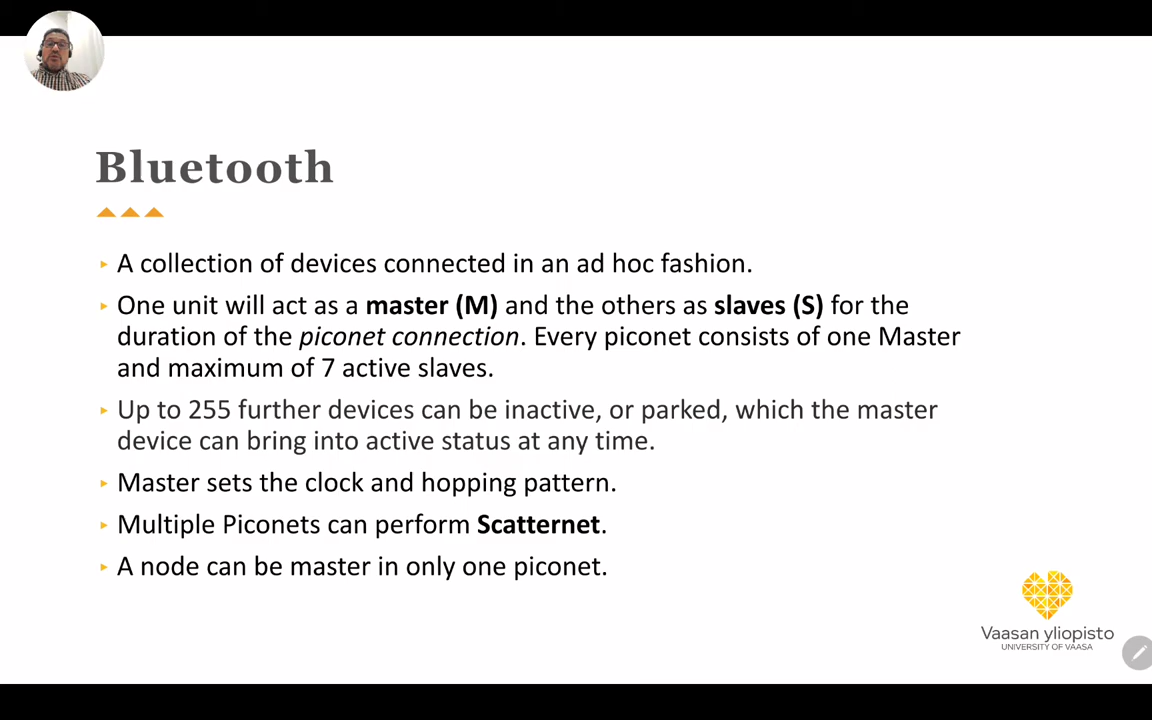 Bluetooth
A collection of devices connected in an ad hoc fashion.
One unit will act as a master (M) and the others as slaves (S) for the
duration of the piconet connection. Every piconet consists of one Master
and maximum of 7 active slaves.
Up to 255 further devices can be inactive, or parked, which the master
device can bring into active status at any time.
Master sets the clock and hopping pattern.
Multiple Piconets can perform Scatternet.
A node can be master in only one piconet.
Vaasan yliopisto
UNIVERSITY OF VAASA